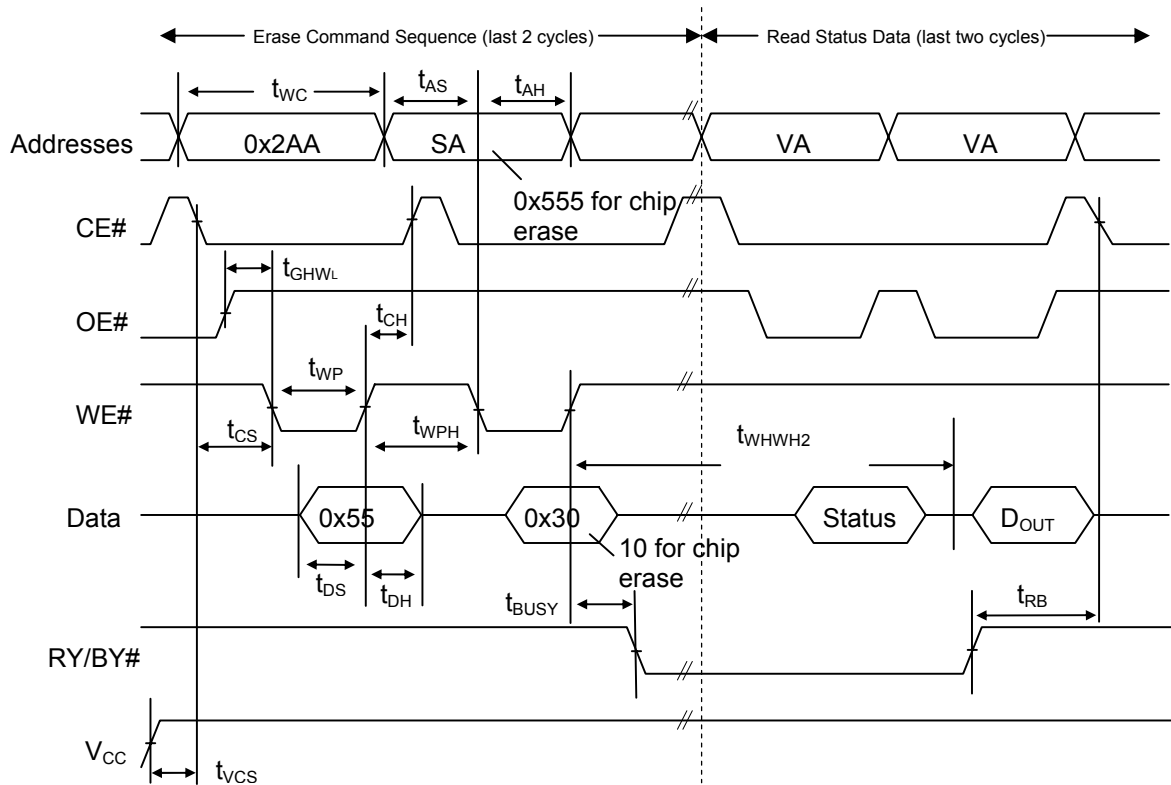 Erase Command Sequence (last 2 cycles) Read Status Data (last two cycles)
tWC tAS tAH
Addresses 0x2AA SA VA VA
0x555 for chip
erase
CE#
tGHWL
OE#
tCH
tWP
WE#
tCS tWPH tWHWH2
Data 0x55 0x30 Status DOUT
10 for chip
erase
tDS tDH
tBUSY tRB
RY/BY#
VCC
tVCS